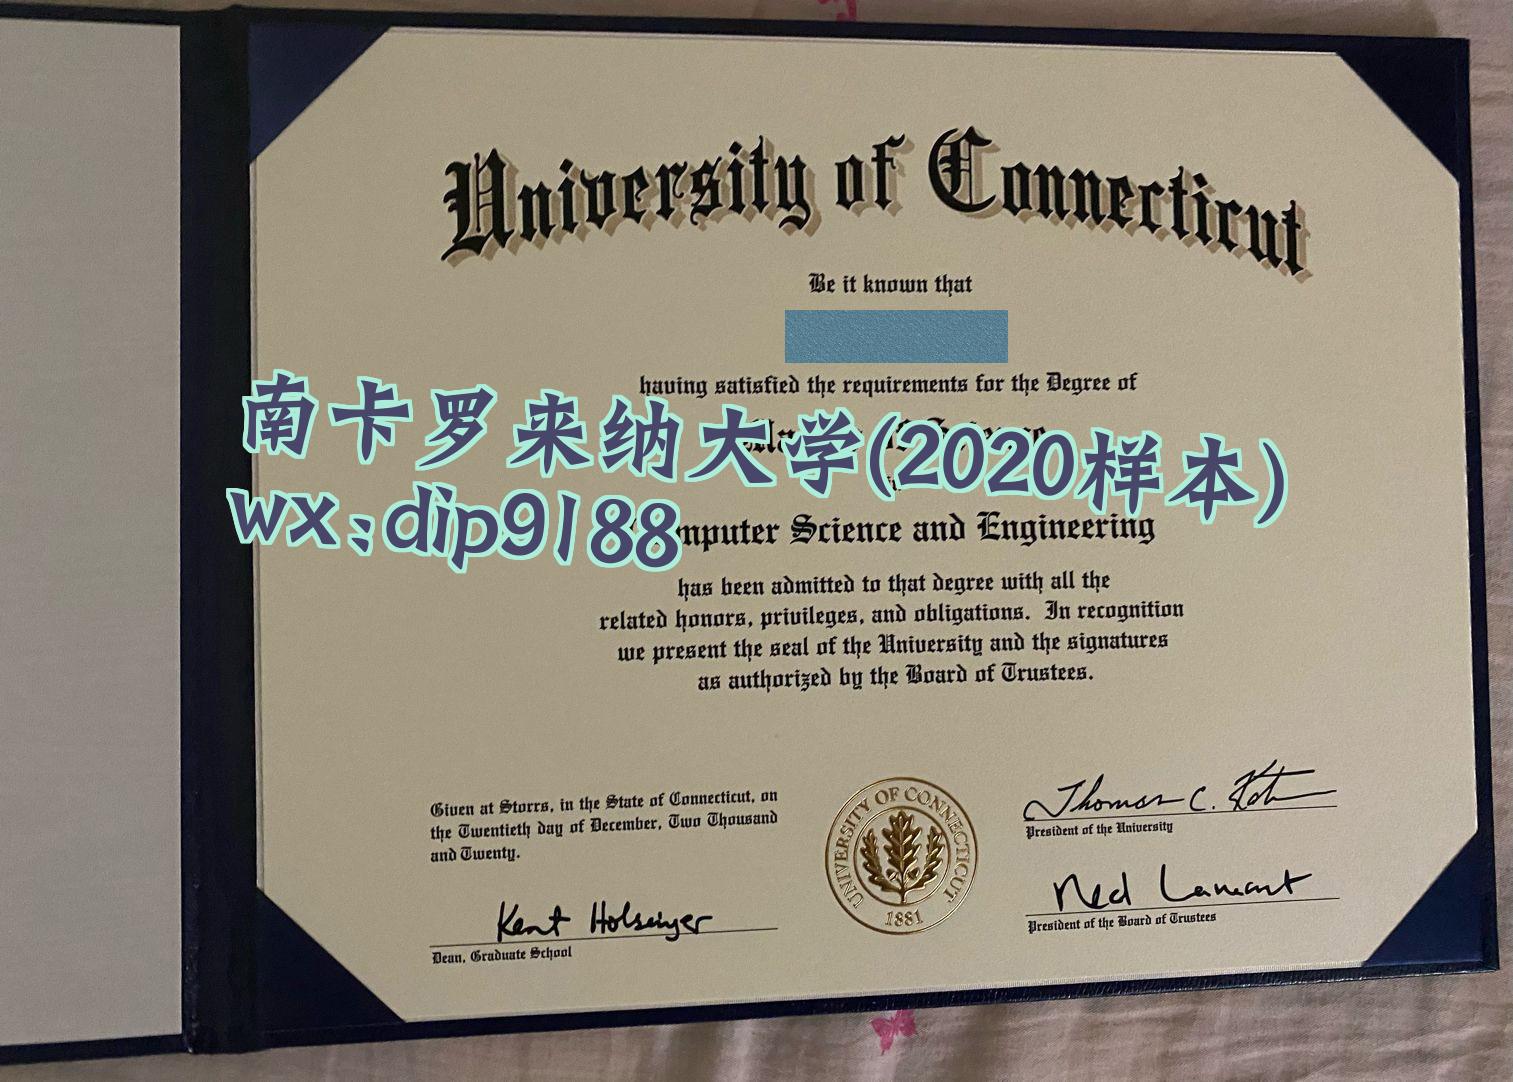 University of Connecticut
Be it known that
having satisfied the requirements for the Degree of
南卡罗来纳大学(2020样本)
wx:dip9188
Computer Science and Engineering
has been admitted to that degree with all the
related honors, privileges, and obligations. In recognition
we present the seal of the University and the signatures
as authorized by the Board of Trustees.
Given at Storrs, in the State of Connecticut, on
the Twentieth day of December, Two Thousand
and Twenty.
UNIVERSITY OF CONNECTICUT
1881
Thomas C.
President of the University
Ned Lamont
President of the Board of Trustees
Kent Holsinger
Dean, Graduate School